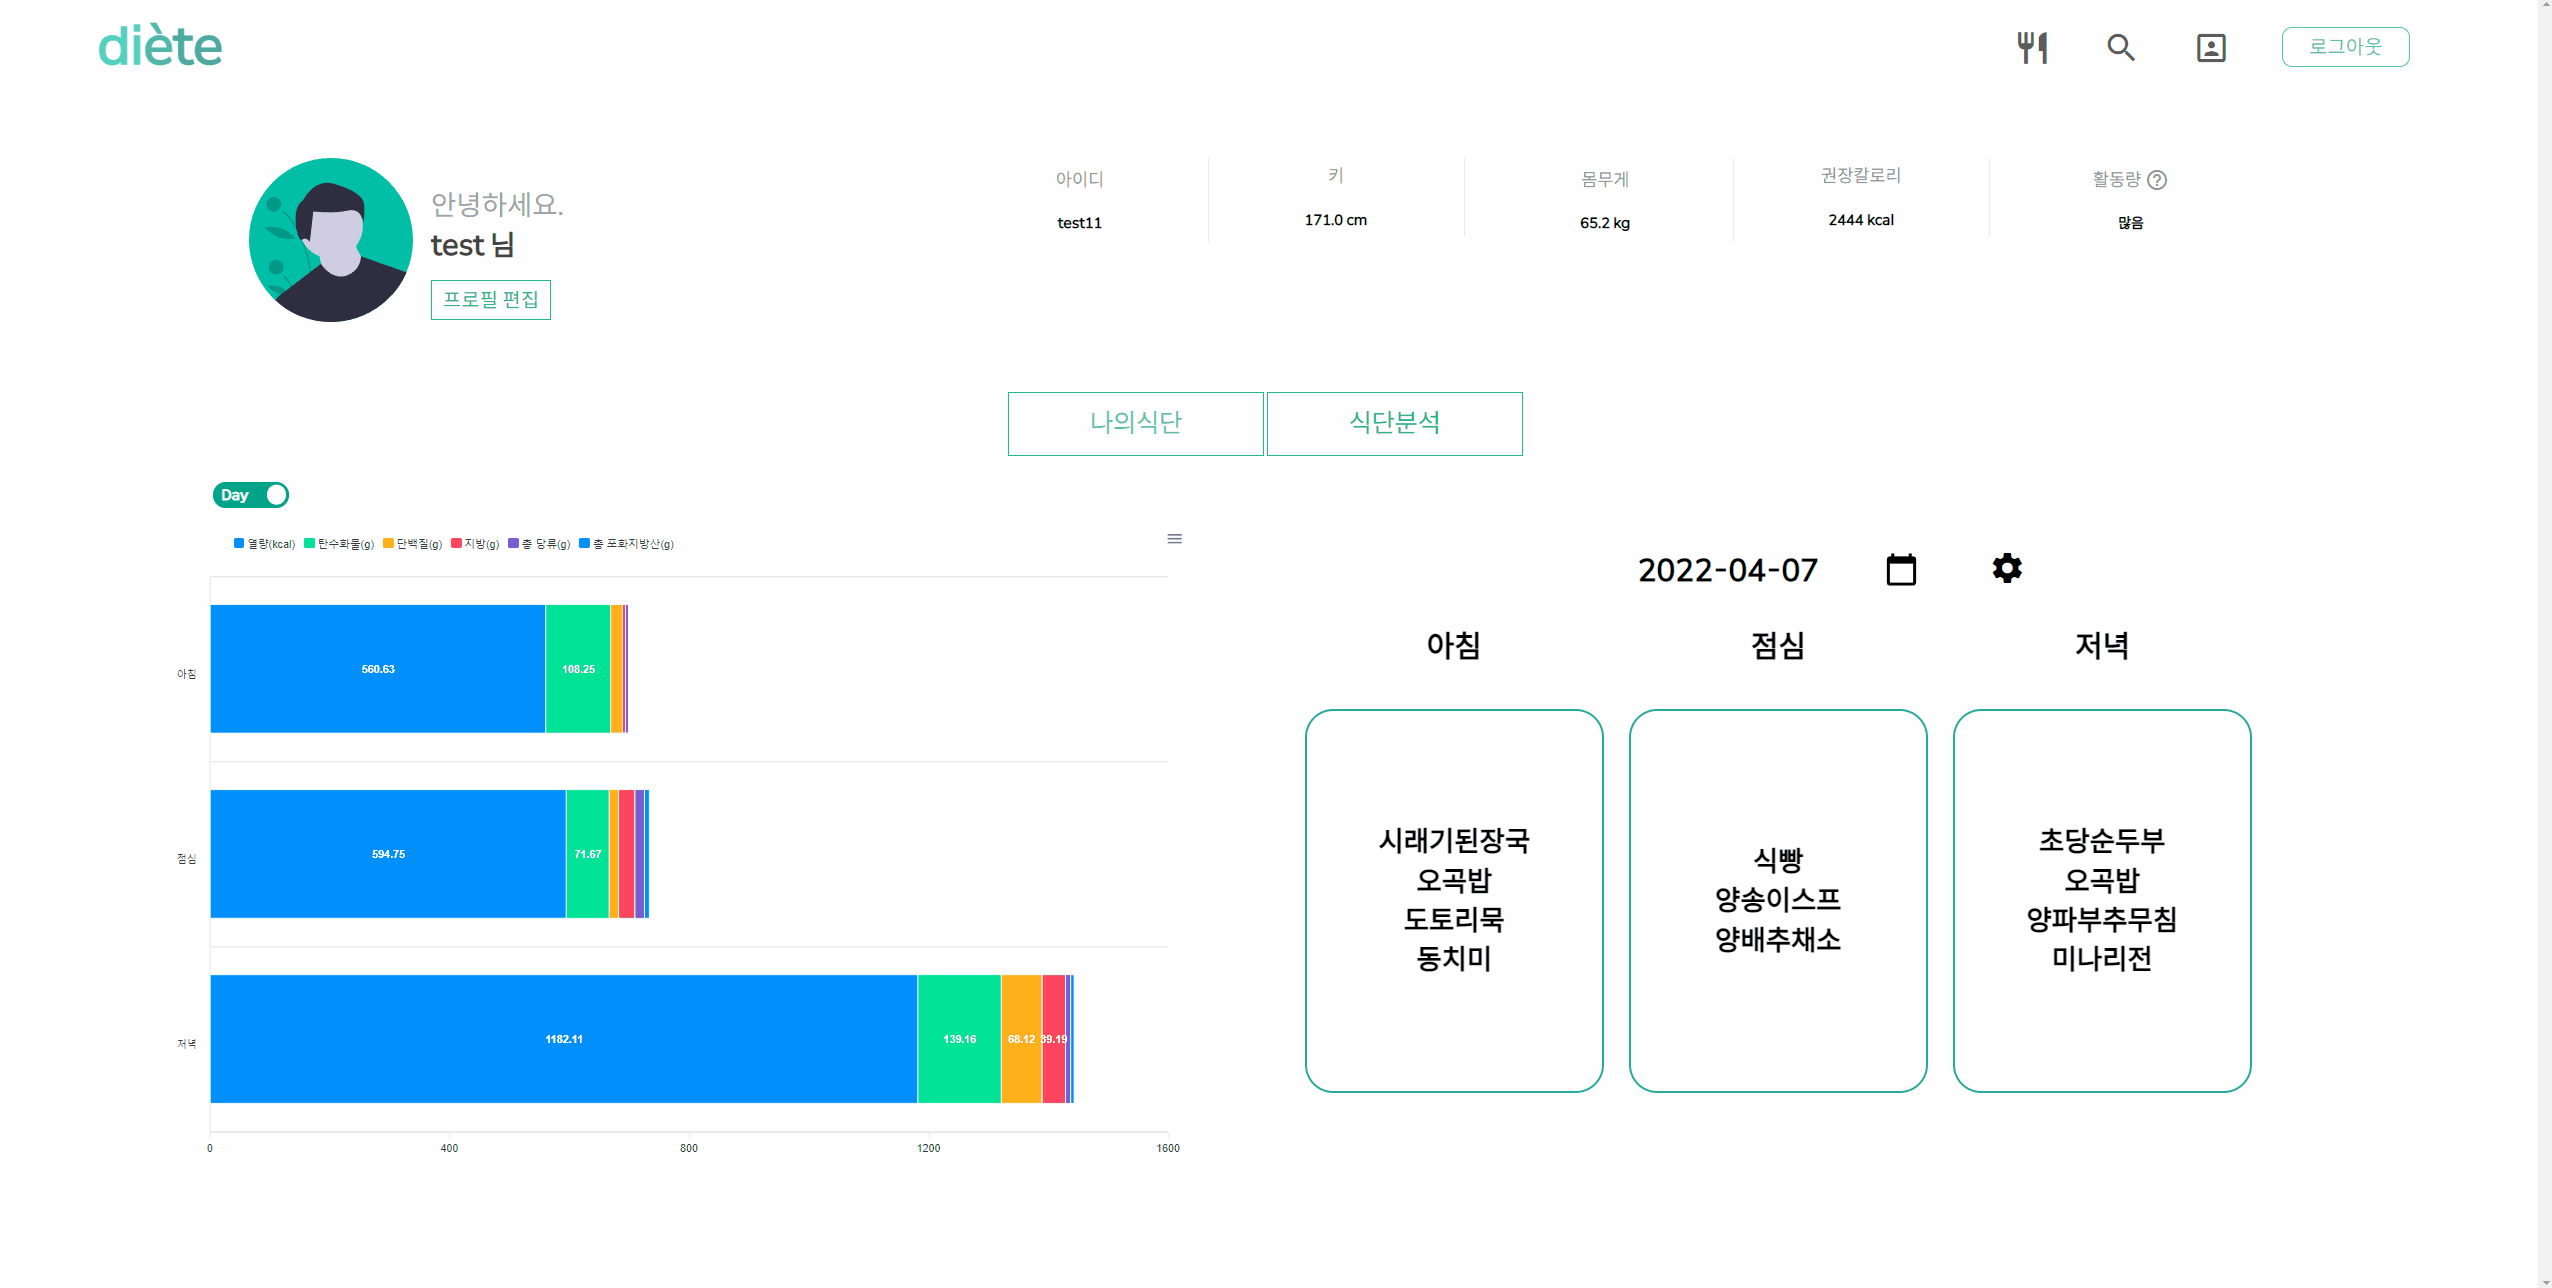 diète
로그아웃
안녕하세요.
test 님
프로필 편집
아이디
test11
키
171.0 cm
몸무게
65.2 kg
권장칼로리
2444 kcal
활동량
많음
나의식단
식단분석
Day
열량(kcal) 탄수화물(g) 단백질(g) 지방(g) 총 당류(g) 총 포화지방산(g)
아침
560.63 108.25
점심
594.75 71.67
저녁
1182.11 139.16 68.12 39.19
0 400 800 1200 1600
2022-04-07
아침
시래기된장국
오곡밥
도토리묵
동치미
점심
식빵
양송이스프
양배추채소
저녁
초당순두부
오곡밥
양파부추무침
미나리전